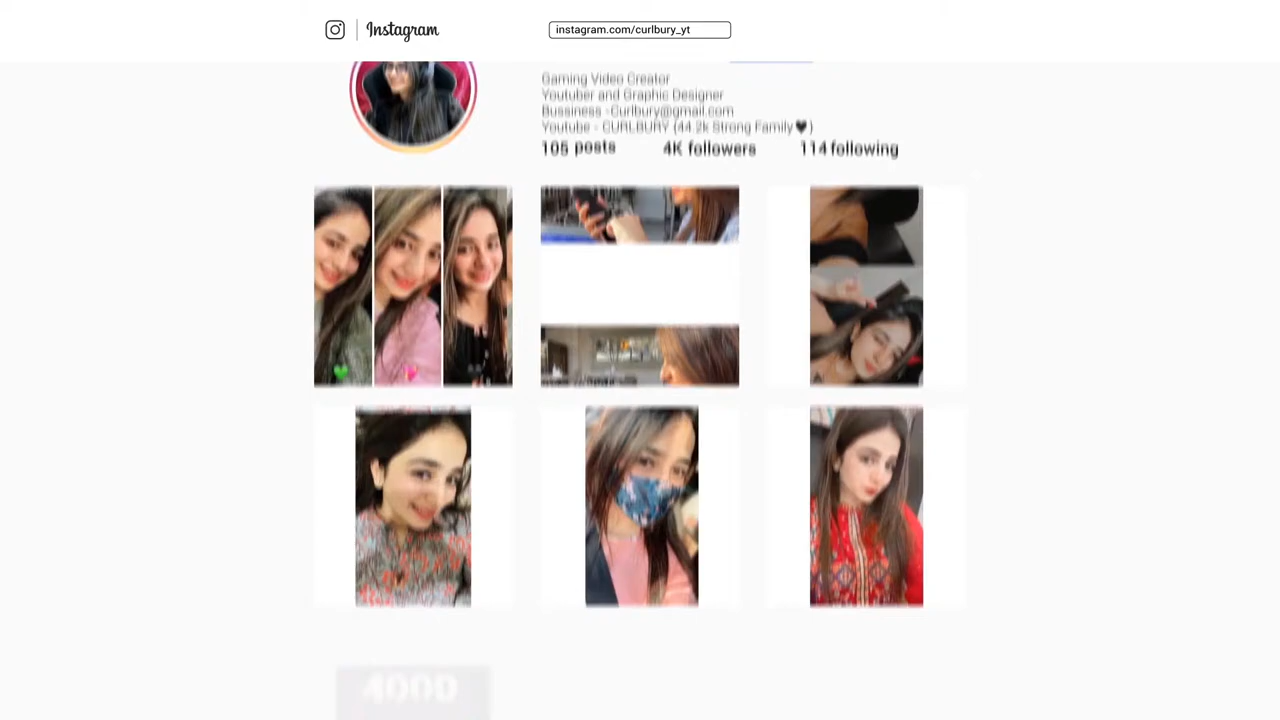 Instagram
instagram.com/curlbury_yt
Gaming Video Creator
Youtuber and Graphic Designer
Bussiness -Curlbury@gmail.com
Youtube - CURLBURY (44.2k Strong Family🖤)
105 posts 4K followers 114 following
4000